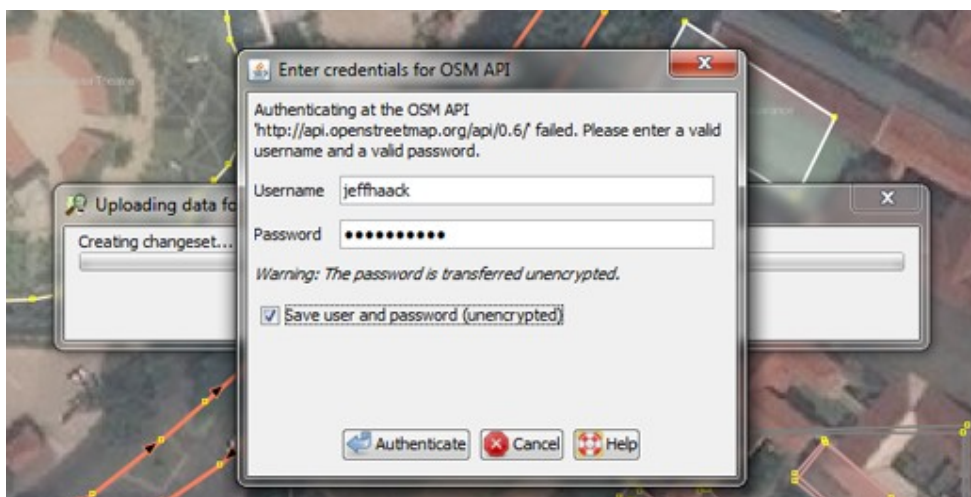 Enter credentials for OSM API
Authenticating at the OSM API
'http://api.openstreetmap.org/api/0.6/' failed. Please enter a valid
username and a valid password.
Username jeffhaack
Password ●●●●●●●●●●
Warning: The password is transferred unencrypted.
Save user and password (unencrypted)
Authenticate Cancel Help
Uploading data fo
Creating changeset...